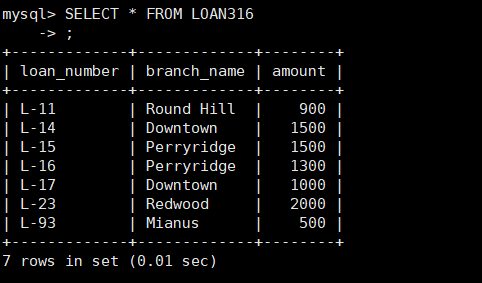 mysql> SELECT * FROM LOAN316
    -> ;
+-------------+-------------+--------+
| loan_number | branch_name | amount |
+-------------+-------------+--------+
| L-11        | Round Hill  |    900 |
| L-14        | Downtown    |   1500 |
| L-15        | Perryridge  |   1500 |
| L-16        | Perryridge  |   1300 |
| L-17        | Downtown    |   1000 |
| L-23        | Redwood     |   2000 |
| L-93        | Mianus      |    500 |
+-------------+-------------+--------+
7 rows in set (0.01 sec)